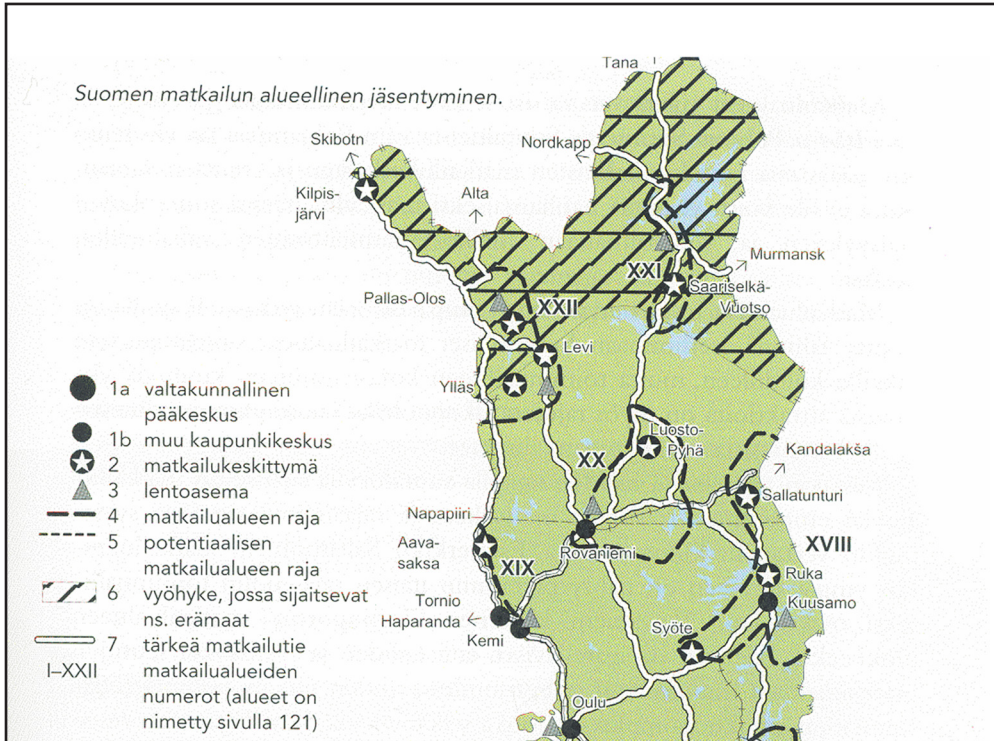 Suomen matkailun alueellinen jäsentyminen.
Tana
Skibotn
Nordkapp
Kilpis-
järvi
Alta
Murmansk
XXI
Saariselkä-
Vuotso
Pallas-Olos
XXII
Levi
Ylläs
1a valtakunnallinen
pääkeskus
1b muu kaupunkikeskus
2 matkailukeskittymä
3 lentoasema
4 matkailualueen raja
5 potentiaalisen
matkailualueen raja
6 vyöhyke, jossa sijaitsevat
ns. erämaat
7 tärkeä matkailutie
I–XXII matkailualueiden
numerot (alueet on
nimetty sivulla 121)
Luosto-
Pyhä
XX
Kandalakša
Sallatunturi
Napapiiri
Rovaniemi
Aava-
saksa
XVIII
XIX
Ruka
Kuusamo
Tornio
Haparanda
Kemi
Syöte
Oulu